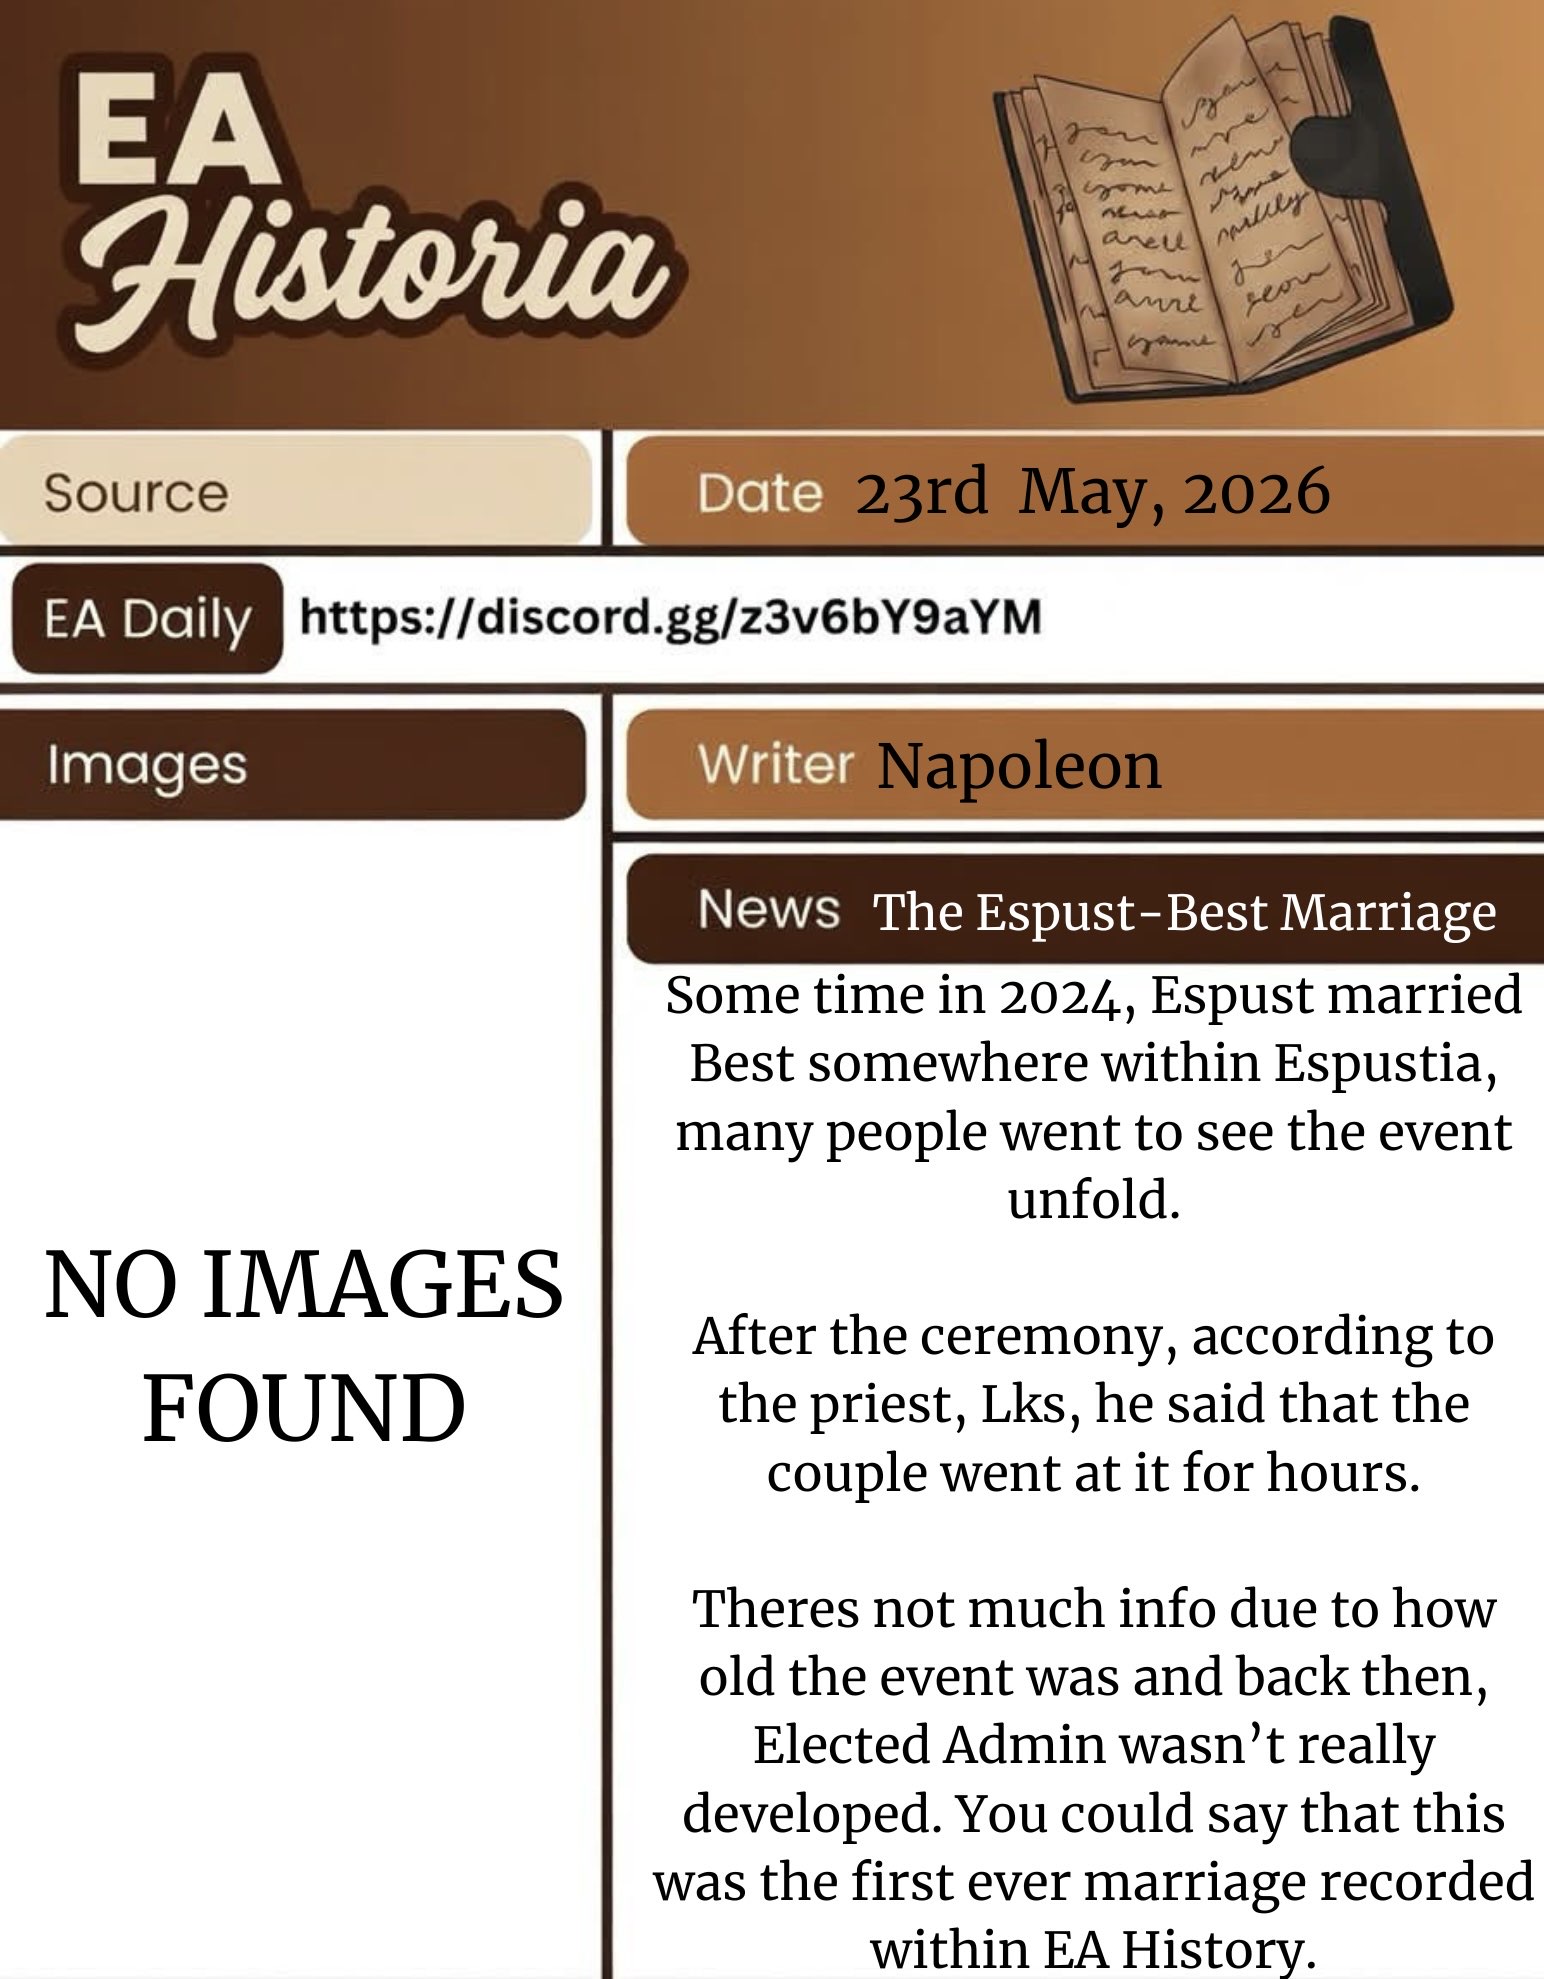 EA
Historia
Source
Date 23rd May, 2026
EA Daily https://discord.gg/z3v6bY9aYM
Images
NO IMAGES
FOUND
Writer Napoleon
News The Espust-Best Marriage
Some time in 2024, Espust married
Best somewhere within Espustia,
many people went to see the event
unfold.
After the ceremony, according to
the priest, Lks, he said that the
couple went at it for hours.
Theres not much info due to how
old the event was and back then,
Elected Admin wasn’t really
developed. You could say that this
was the first ever marriage recorded
within EA History.